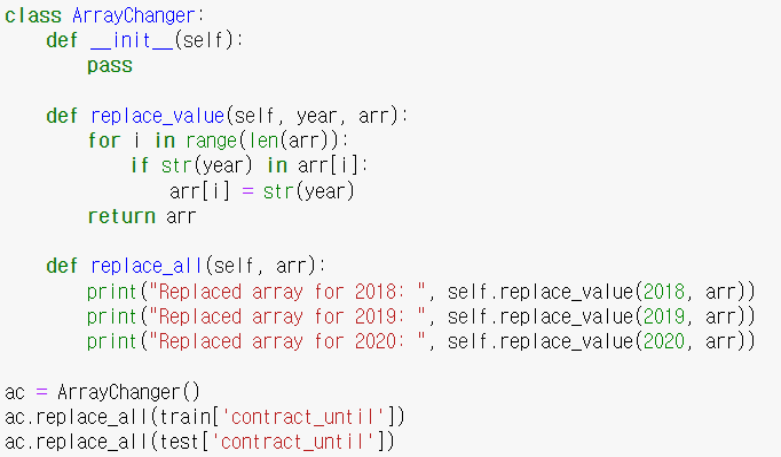 class ArrayChanger:
    def __init__(self):
        pass

    def replace_value(self, year, arr):
        for i in range(len(arr)):
            if str(year) in arr[i]:
                arr[i] = str(year)
        return arr

    def replace_all(self, arr):
        print("Replaced array for 2018: ", self.replace_value(2018, arr))
        print("Replaced array for 2019: ", self.replace_value(2019, arr))
        print("Replaced array for 2020: ", self.replace_value(2020, arr))

ac = ArrayChanger()
ac.replace_all(train['contract_until'])
ac.replace_all(test['contract_until'])